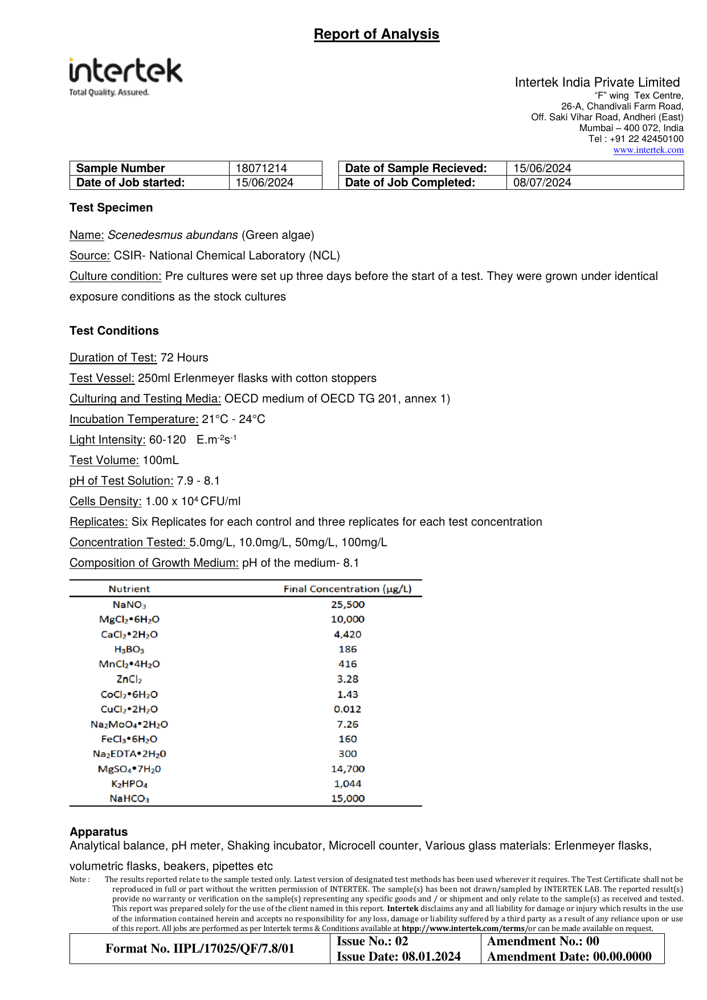 Report of Analysis
intertek
Total Quality. Assured.
Intertek India Private Limited
“F” wing Tex Centre,
26-A, Chandivali Farm Road,
Off. Saki Vihar Road, Andheri (East)
Mumbai – 400 072, India
Tel : +91 22 42450100
www.intertek.com
Sample Number 18071214 Date of Sample Recieved: 15/06/2024
Date of Job started: 15/06/2024 Date of Job Completed: 08/07/2024
Test Specimen
Name: Scenedesmus abundans (Green algae)
Source: CSIR- National Chemical Laboratory (NCL)
Culture condition: Pre cultures were set up three days before the start of a test. They were grown under identical
exposure conditions as the stock cultures
Test Conditions
Duration of Test: 72 Hours
Test Vessel: 250ml Erlenmeyer flasks with cotton stoppers
Culturing and Testing Media: OECD medium of OECD TG 201, annex 1)
Incubation Temperature: 21°C - 24°C
Light Intensity: 60-120 E.m⁻²s⁻¹
Test Volume: 100mL
pH of Test Solution: 7.9 - 8.1
Cells Density: 1.00 x 10⁴ CFU/ml
Replicates: Six Replicates for each control and three replicates for each test concentration
Concentration Tested: 5.0mg/L, 10.0mg/L, 50mg/L, 100mg/L
Composition of Growth Medium: pH of the medium- 8.1
Nutrient Final Concentration (µg/L)
NaNO₃ 25,500
MgCl₂•6H₂O 10,000
CaCl₂•2H₂O 4,420
H₃BO₃ 186
MnCl₂•4H₂O 416
ZnCl₂ 3.28
CoCl₂•6H₂O 1.43
CuCl₂•2H₂O 0.012
Na₂MoO₄•2H₂O 7.26
FeCl₃•6H₂O 160
Na₂EDTA•2H₂0 300
MgSO₄•7H₂0 14,700
K₂HPO₄ 1,044
NaHCO₃ 15,000
Apparatus
Analytical balance, pH meter, Shaking incubator, Microcell counter, Various glass materials: Erlenmeyer flasks,
volumetric flasks, beakers, pipettes etc
Note : The results reported relate to the sample tested only. Latest version of designated test methods has been used wherever it requires. The Test Certificate shall not be
reproduced in full or part without the written permission of INTERTEK. The sample(s) has been not drawn/sampled by INTERTEK LAB. The reported result(s)
provide no warranty or verification on the sample(s) representing any specific goods and / or shipment and only relate to the sample(s) as received and tested.
This report was prepared solely for the use of the client named in this report. Intertek disclaims any and all liability for damage or injury which results in the use
of the information contained herein and accepts no responsibility for any loss, damage or liability suffered by a third party as a result of any reliance upon or use
of this report. All jobs are performed as per Intertek terms & Conditions available at htpp://www.intertek.com/terms/or can be made available on request.
Format No. IIPL/17025/QF/7.8/01
Issue No.: 02
Issue Date: 08.01.2024
Amendment No.: 00
Amendment Date: 00.00.0000